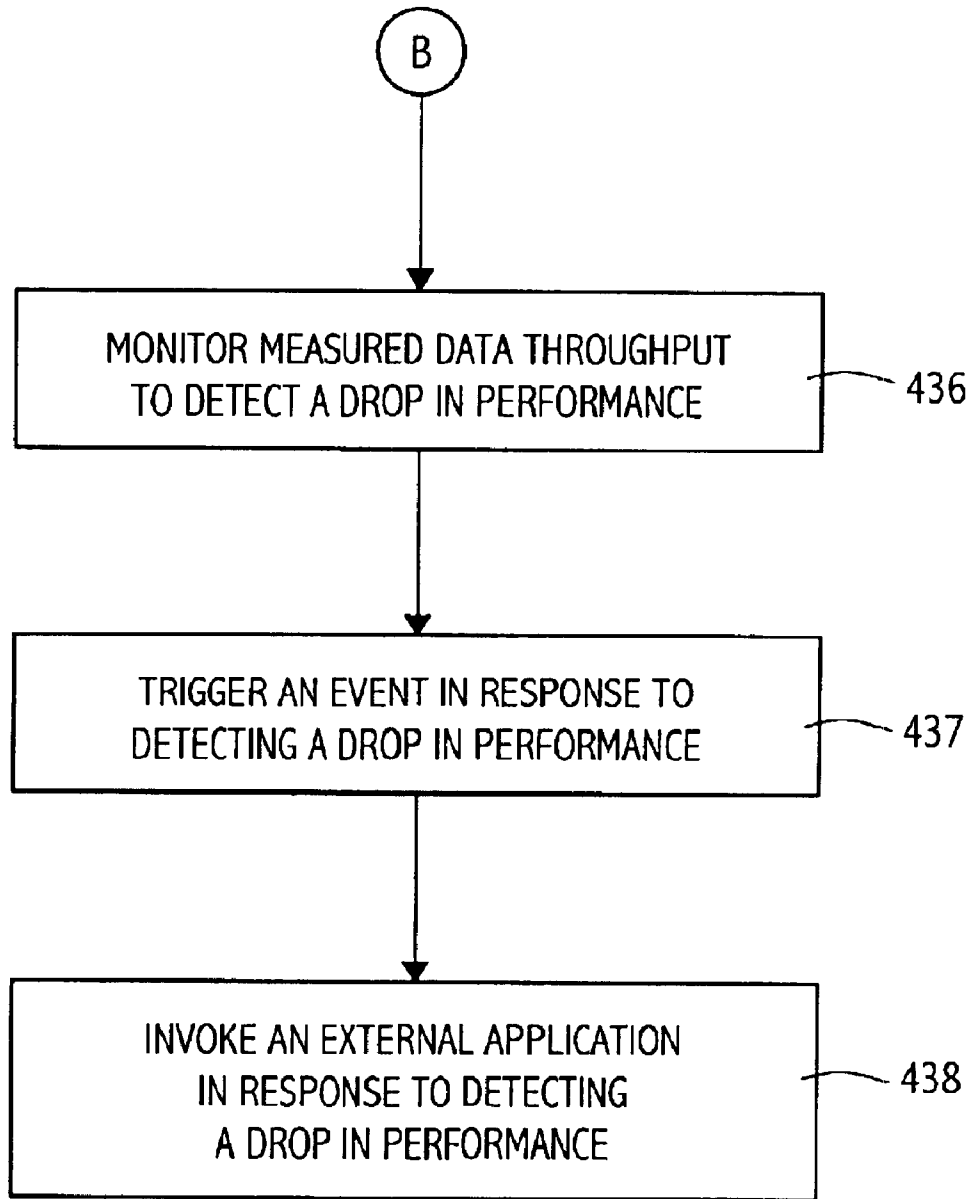 B
MONITOR MEASURED DATA THROUGHPUT
TO DETECT A DROP IN PERFORMANCE
436
TRIGGER AN EVENT IN RESPONSE TO
DETECTING A DROP IN PERFORMANCE
437
INVOKE AN EXTERNAL APPLICATION
IN RESPONSE TO DETECTING
A DROP IN PERFORMANCE
438